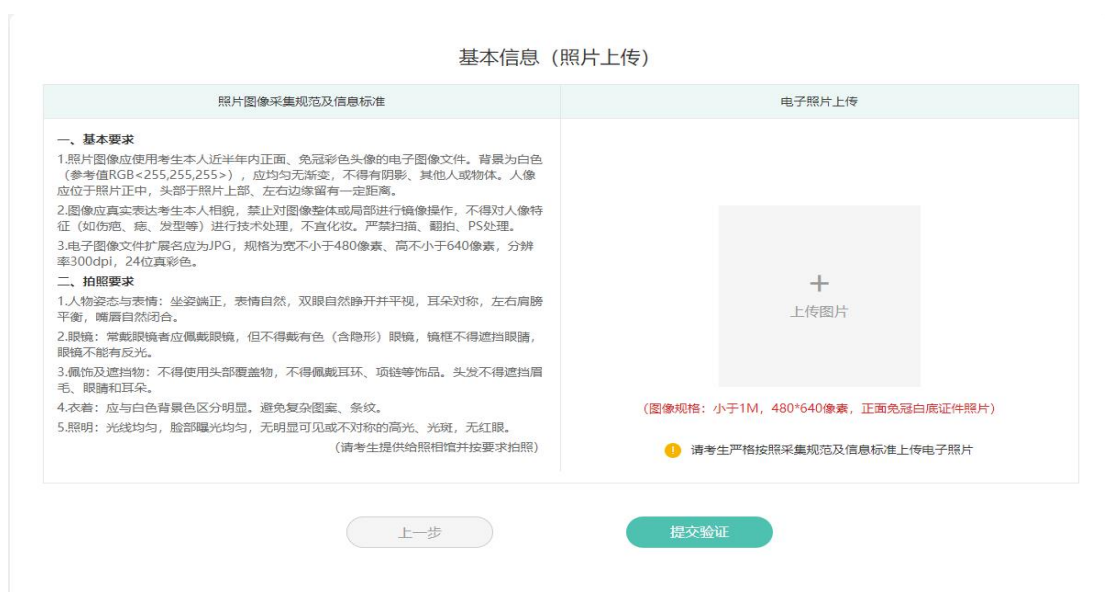 基本信息（照片上传）
照片图像采集规范及信息标准
电子照片上传
一、基本要求
1.照片图像应使用考生本人近半年内正面、免冠彩色头像的电子图像文件。背景为白色
（参考值RGB<255,255,255>），应均匀无渐变，不得有阴影、其他人或物体。人像
应位于照片正中，头部于照片上部、左右边缘留有一定距离。
2.图像应真实表达考生本人相貌，禁止对图像整体或局部进行镜像操作，不得对人像特
征（如伤疤、痣、发型等）进行技术处理，不宜化妆。严禁扫描、翻拍、PS处理。
3.电子图像文件扩展名应为JPG，规格为宽不小于480像素、高不小于640像素，分辨
率300dpi，24位真彩色。
二、拍照要求
1.人物姿态与表情：坐姿端正，表情自然，双眼自然睁开并平视，耳朵对称，左右肩膀
平衡，嘴唇自然闭合。
2.眼镜：常戴眼镜者应佩戴眼镜，但不得戴有色（含隐形）眼镜，镜框不得遮挡眼睛，
眼镜不能有反光。
3.佩饰及遮挡物：不得使用头部覆盖物，不得佩戴耳环、项链等饰品。头发不得遮挡眉
毛、眼睛和耳朵。
4.衣着：应与白色背景色区分明显。避免复杂图案、条纹。
5.照明：光线均匀，脸部曝光均匀，无明显可见或不对称的高光、光斑，无红眼。
（请考生提供给照相馆并按要求拍照）
+
上传图片
（图像规格：小于1M，480*640像素，正面免冠白底证件照片）
! 请考生严格按照采集规范及信息标准上传电子照片
上一步
提交验证